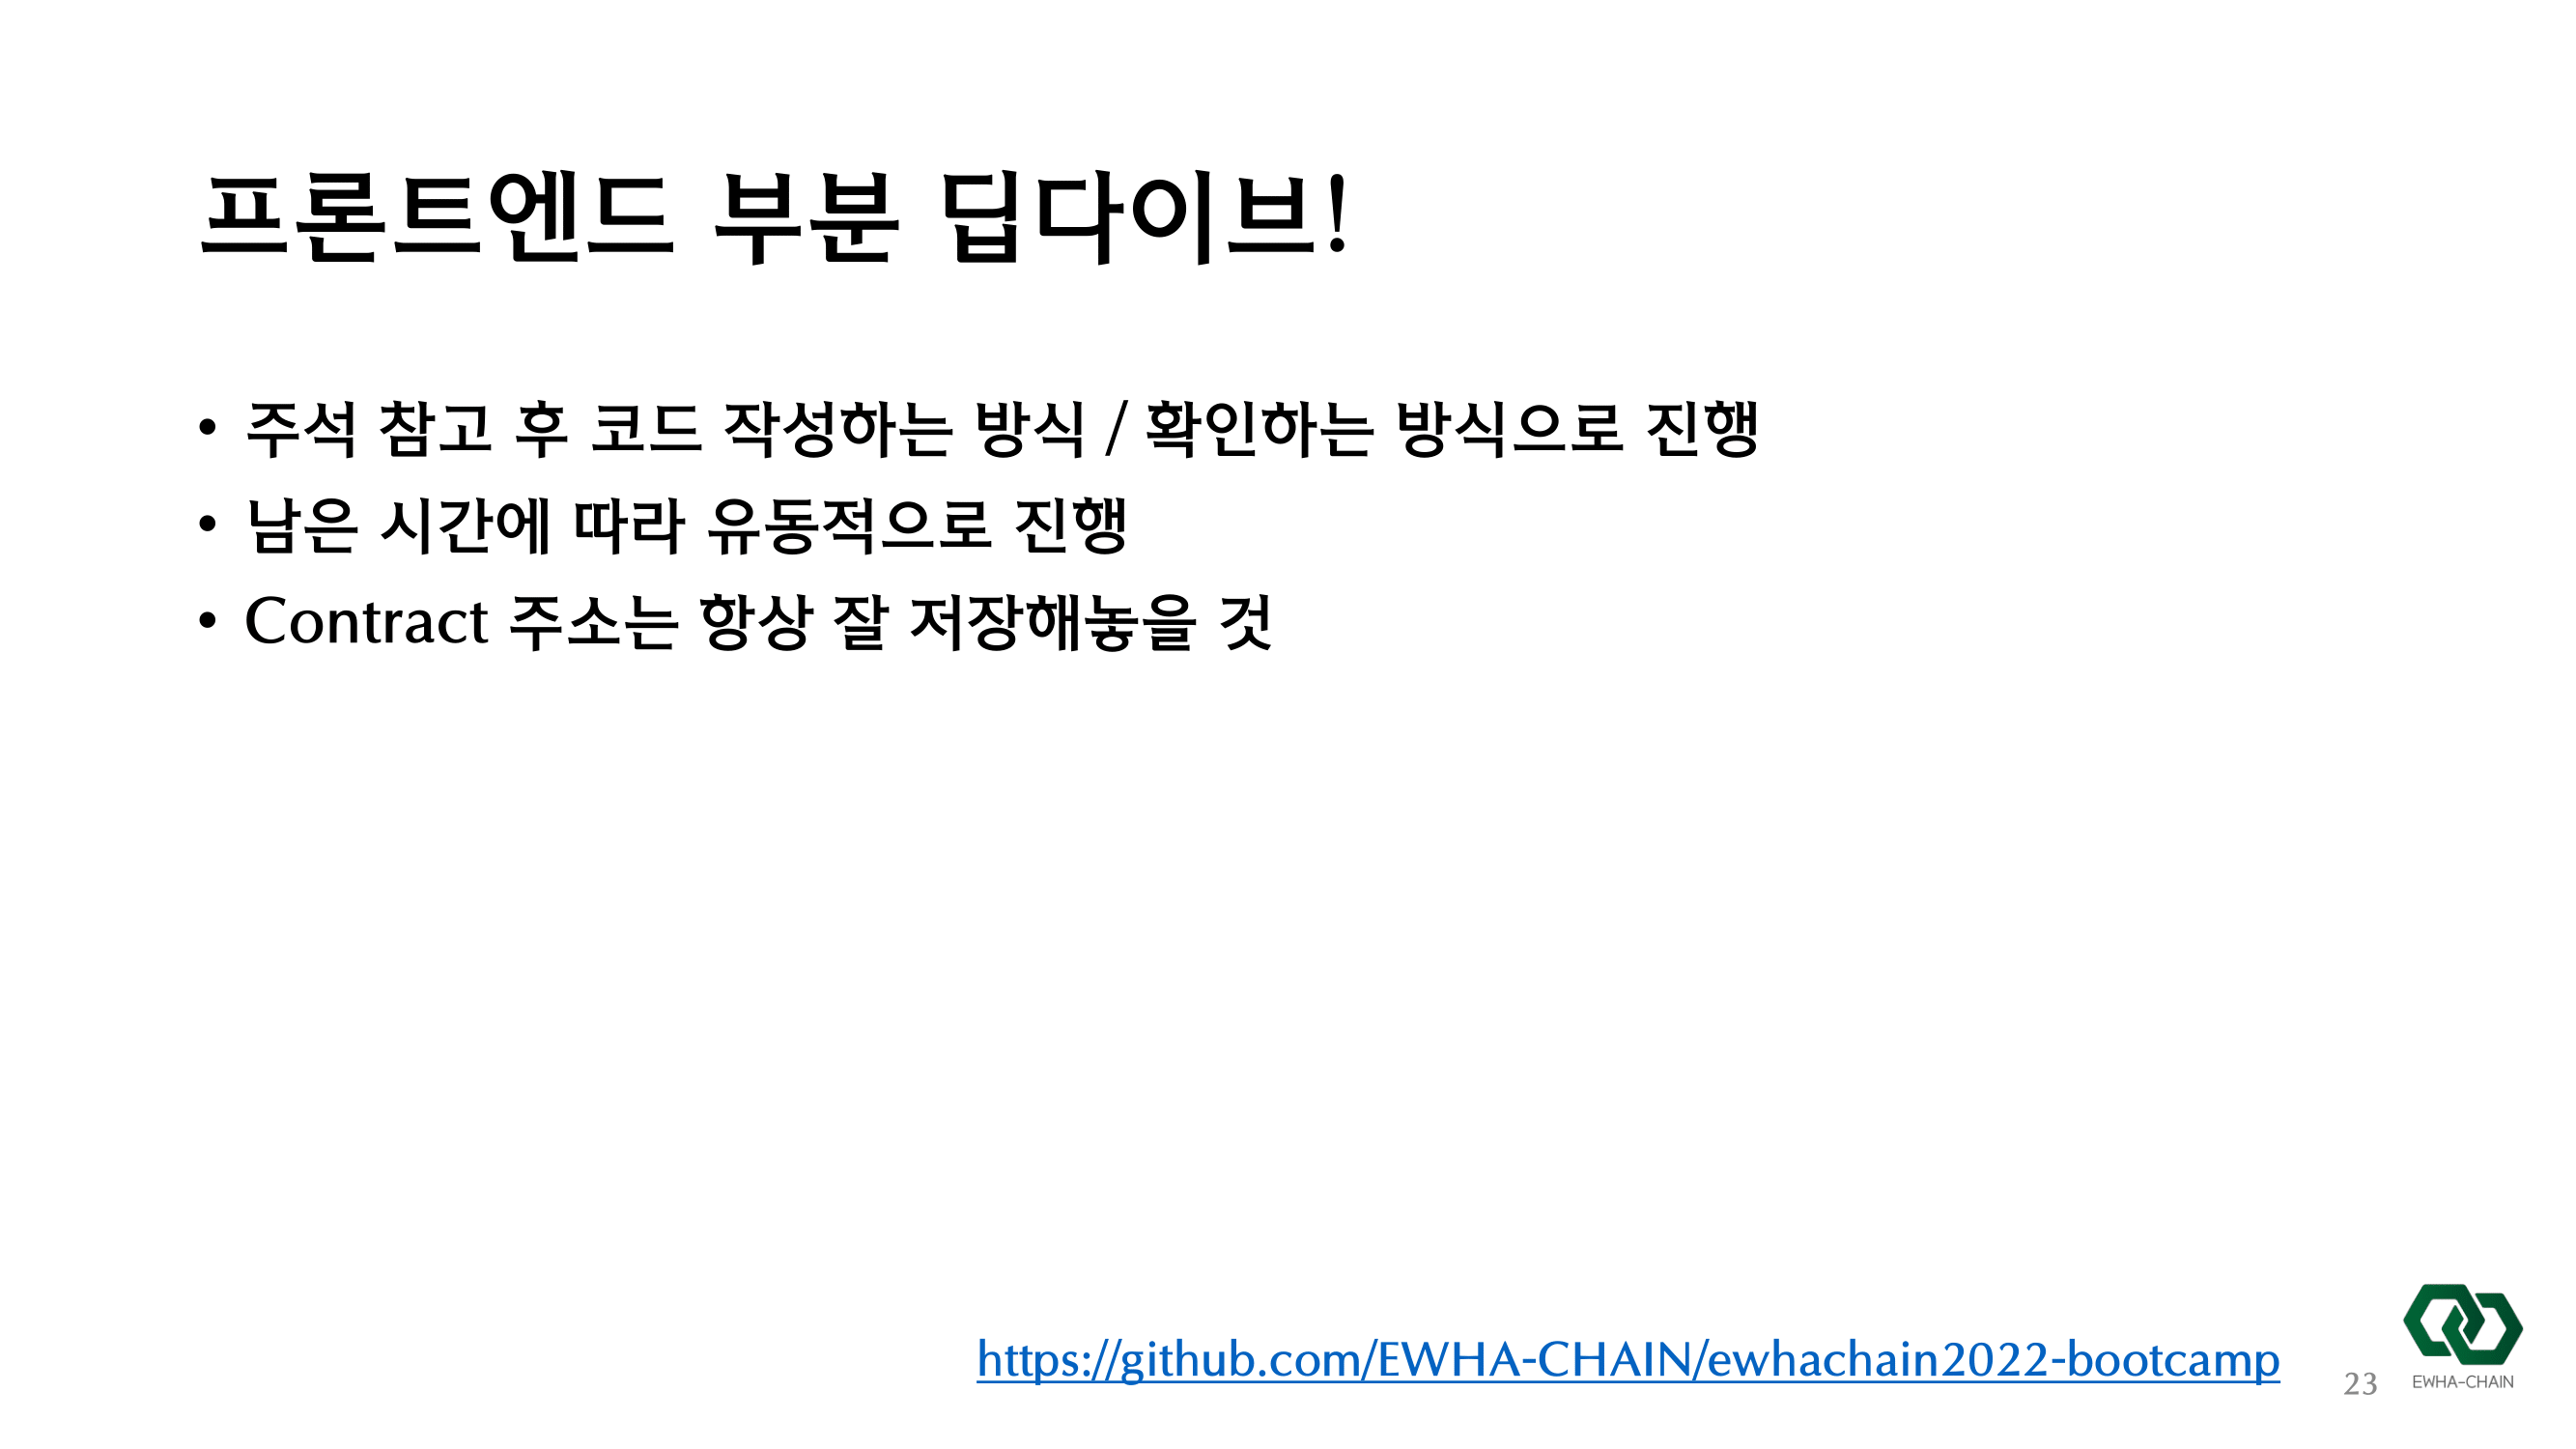 프론트엔드 부분 딥다이브!
• 주석 참고 후 코드 작성하는 방식 / 확인하는 방식으로 진행
• 남은 시간에 따라 유동적으로 진행
• Contract 주소는 항상 잘 저장해놓을 것
https://github.com/EWHA-CHAIN/ewhachain2022-bootcamp
23
EWHA-CHAIN